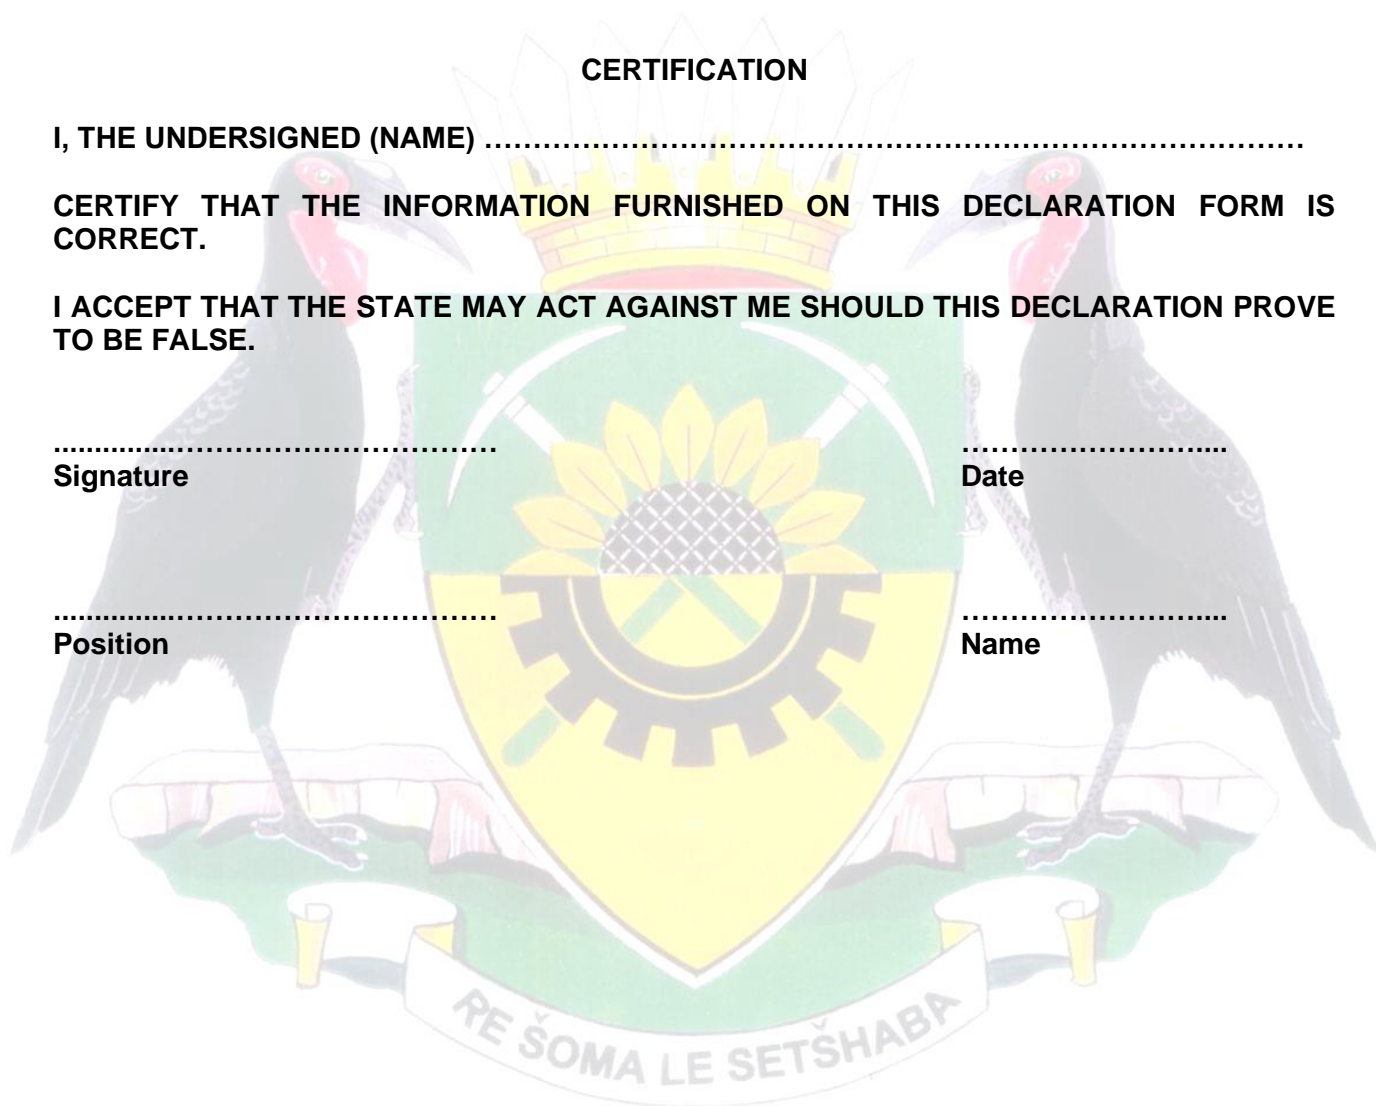 CERTIFICATION
I, THE UNDERSIGNED (NAME) …………………………………………………………………………
CERTIFY THAT THE INFORMATION FURNISHED ON THIS DECLARATION FORM IS
CORRECT.
I ACCEPT THAT THE STATE MAY ACT AGAINST ME SHOULD THIS DECLARATION PROVE
TO BE FALSE.
...............…………………………… ……………………....
Signature Date
...............…………………………… ……………………....
Position Name
RE ŠOMA LE SETŠHABA